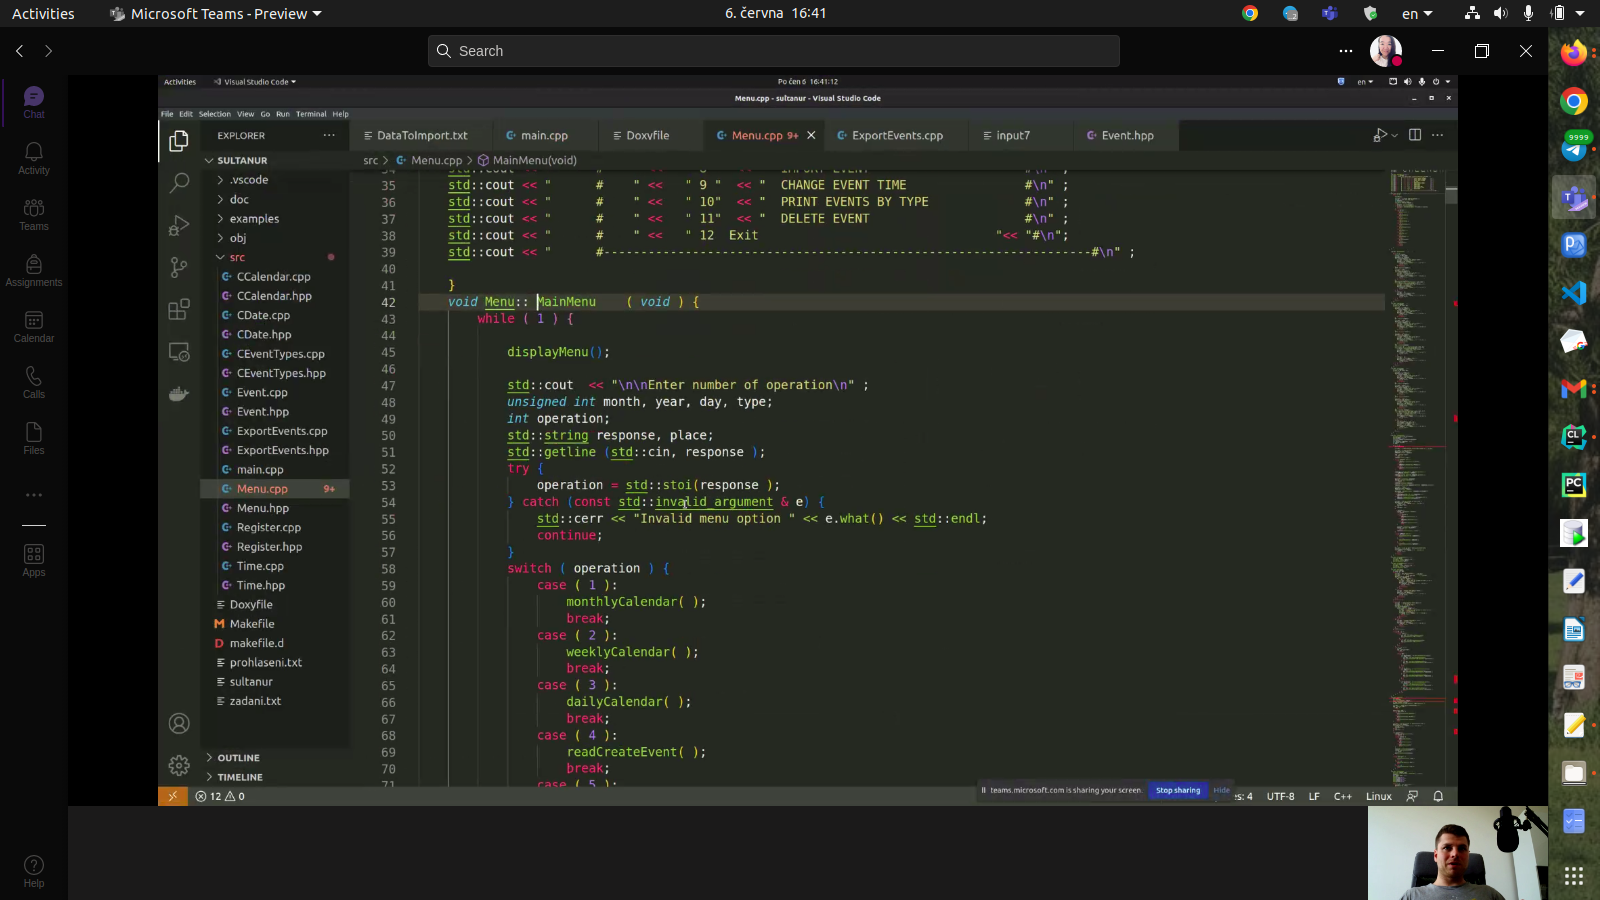 Activities
Microsoft Teams - Preview
6. června 16:41
en
Search
Chat
Activity
Teams
Assignments
Calendar
Calls
Files
Apps
Help
9999
Activities
Visual Studio Code
Po čen 6 16:41:12
en
Menu.cpp - sultanur - Visual Studio Code
File Edit Selection View Go Run Terminal Help
EXPLORER
DataToImport.txt
main.cpp
Doxyfile
Menu.cpp 9+
ExportEvents.cpp
input7
Event.hpp
SULTANUR
.vscode
doc
examples
obj
src
CCalendar.cpp
CCalendar.hpp
CDate.cpp
CDate.hpp
CEventTypes.cpp
CEventTypes.hpp
Event.cpp
Event.hpp
ExportEvents.cpp
ExportEvents.hpp
main.cpp
Menu.cpp 9+
Menu.hpp
Register.cpp
Register.hpp
Time.cpp
Time.hpp
Doxyfile
Makefile
makefile.d
prohlaseni.txt
sultanur
zadani.txt
OUTLINE
TIMELINE
src > Menu.cpp > MainMenu(void)
35 std::cout << " # " << " 9 " << " CHANGE EVENT TIME #\n" ;
36 std::cout << " # " << " 10" << " PRINT EVENTS BY TYPE #\n" ;
37 std::cout << " # " << " 11" << " DELETE EVENT #\n" ;
38 std::cout << " # " << " 12 Exit "<< "#\n";
39 std::cout << " #------------------------------------------------------------------#\n" ;
40
41 }
42 void Menu:: MainMenu ( void ) {
43 while ( 1 ) {
44
45 displayMenu();
46
47 std::cout << "\n\nEnter number of operation\n" ;
48 unsigned int month, year, day, type;
49 int operation;
50 std::string response, place;
51 std::getline (std::cin, response );
52 try {
53 operation = std::stoi(response );
54 } catch (const std::invalid_argument & e) {
55 std::cerr << "Invalid menu option " << e.what() << std::endl;
56 continue;
57 }
58 switch ( operation ) {
59 case ( 1 ):
60 monthlyCalendar( );
61 break;
62 case ( 2 ):
63 weeklyCalendar( );
64 break;
65 case ( 3 ):
66 dailyCalendar( );
67 break;
68 case ( 4 ):
69 readCreateEvent( );
70 break;
71 case ( 5 ):
teams.microsoft.com is sharing your screen. Stop sharing Hide
12 0
es: 4 UTF-8 LF C++ Linux
CL
PC